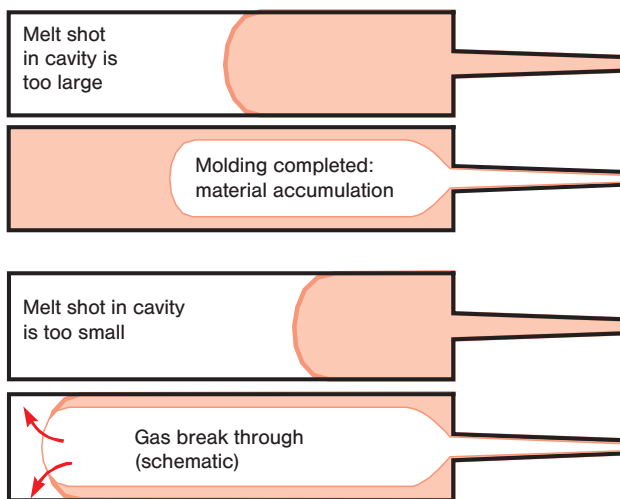 Melt shot
in cavity is
too large
Molding completed:
material accumulation
Melt shot in cavity
is too small
Gas break through
(schematic)